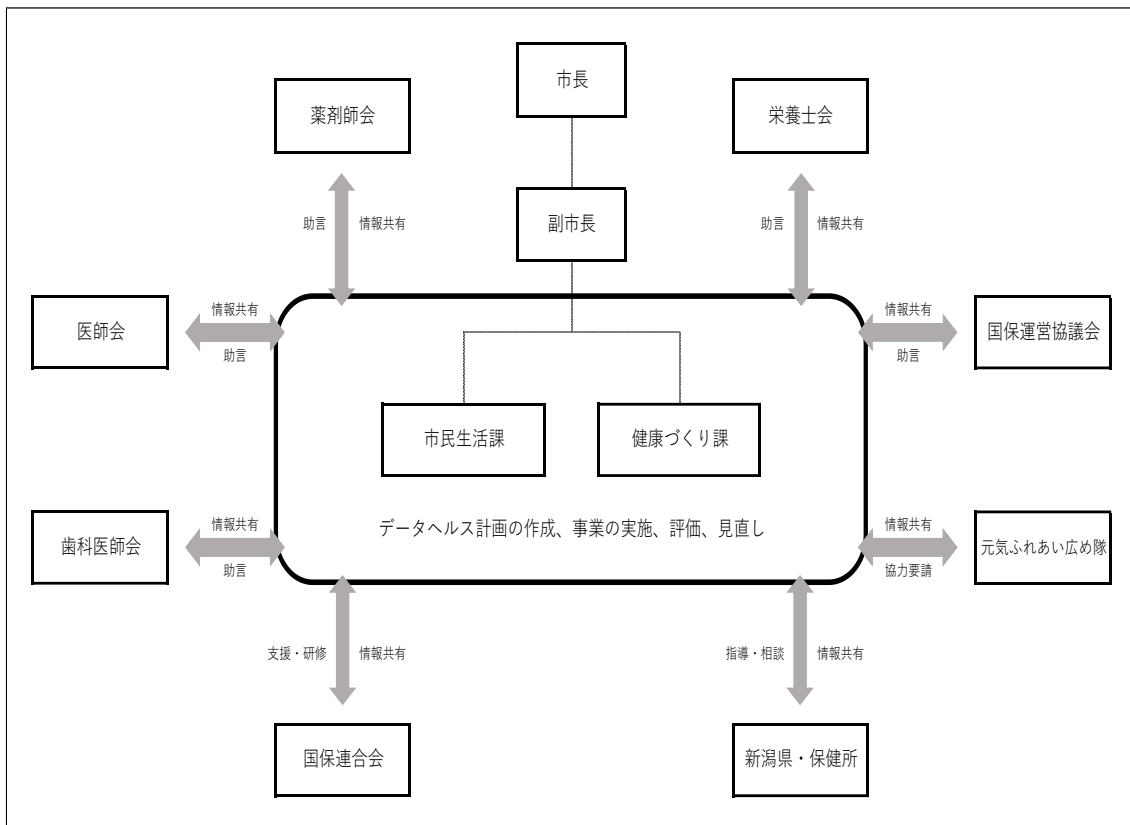 市長
薬剤師会
栄養士会
副市長
助言
情報共有
助言
情報共有
医師会
情報共有
助言
情報共有
助言
国保運営協議会
市民生活課
健康づくり課
データヘルス計画の作成、事業の実施、評価、見直し
歯科医師会
情報共有
助言
情報共有
協力要請
元気ふれあい広め隊
支援・研修
情報共有
指導・相談
情報共有
国保連合会
新潟県・保健所